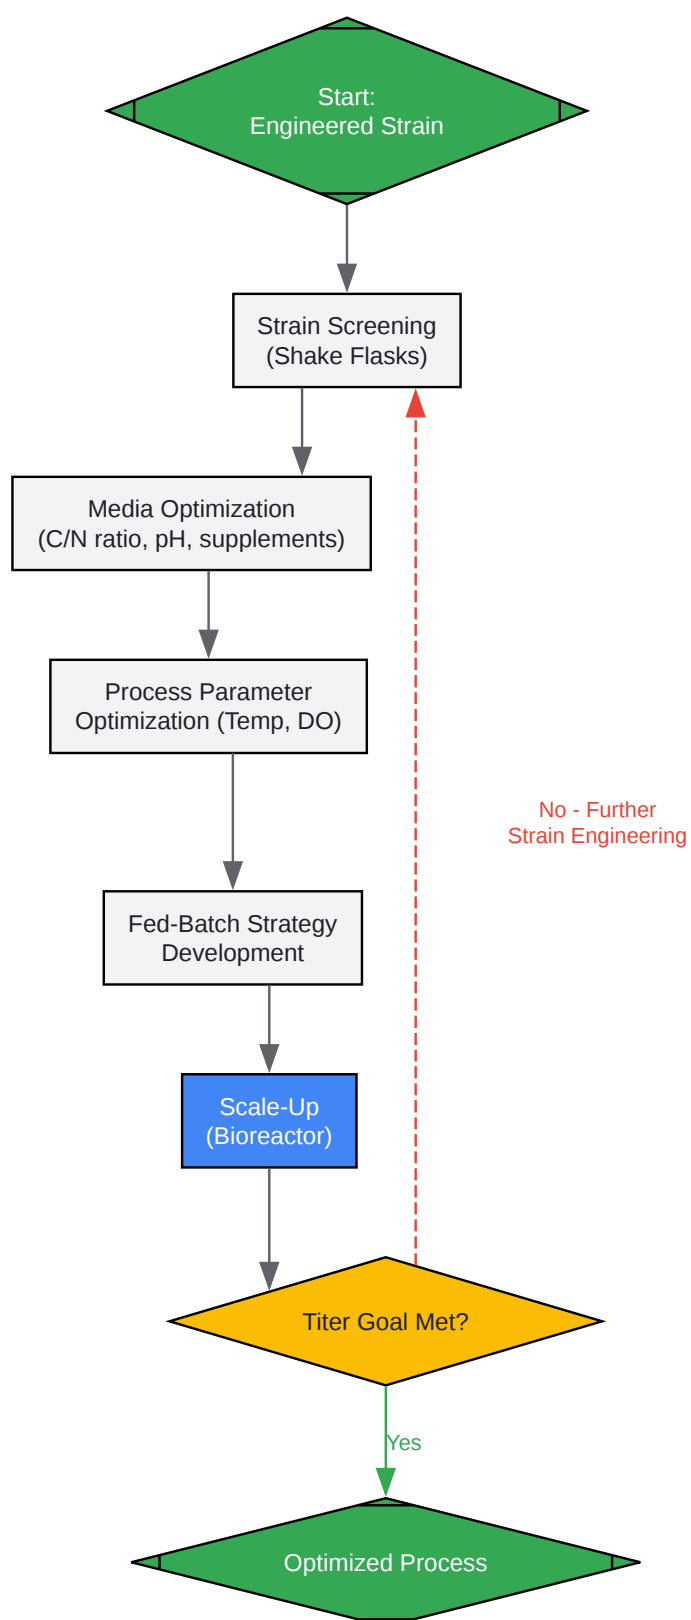 Start:
Engineered Strain
Strain Screening
(Shake Flasks)
Media Optimization
(C/N ratio, pH, supplements)
Process Parameter
Optimization (Temp, DO)
No - Further
Strain Engineering
Fed-Batch Strategy
Development
Scale-Up
(Bioreactor)
Titer Goal Met?
Yes
Optimized Process